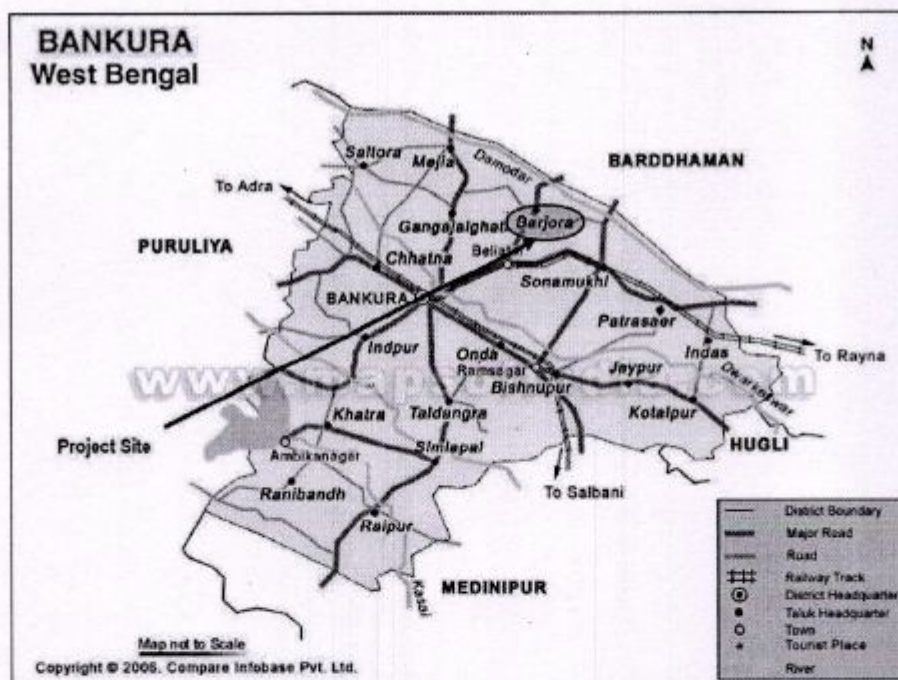 BANKURA
West Bengal
N
Saltora
Mejia
Damodar
BARDDHAMAN
To Adra
Gangajalghati
Barjora
PURULIYA
Chhatna
Beliator
Sonamukhi
BANKURA
Patrasaer
Indpur
Onda
Ramsagar
Indas
To Rayna
Bishnupur
Jaypur
Dwarkeswar
Khatra
Taldangra
Kotalpur
Project Site
Simlapal
HUGLI
Ambikanagar
To Salbani
Ranibandh
Raipur
Kasai
MEDINIPUR
District Boundary
Major Road
Road
Railway Track
District Headquarter
Taluk Headquarter
Town
Tourist Place
River
Map not to Scale
Copyright © 2006. Compare Infobase Pvt. Ltd.